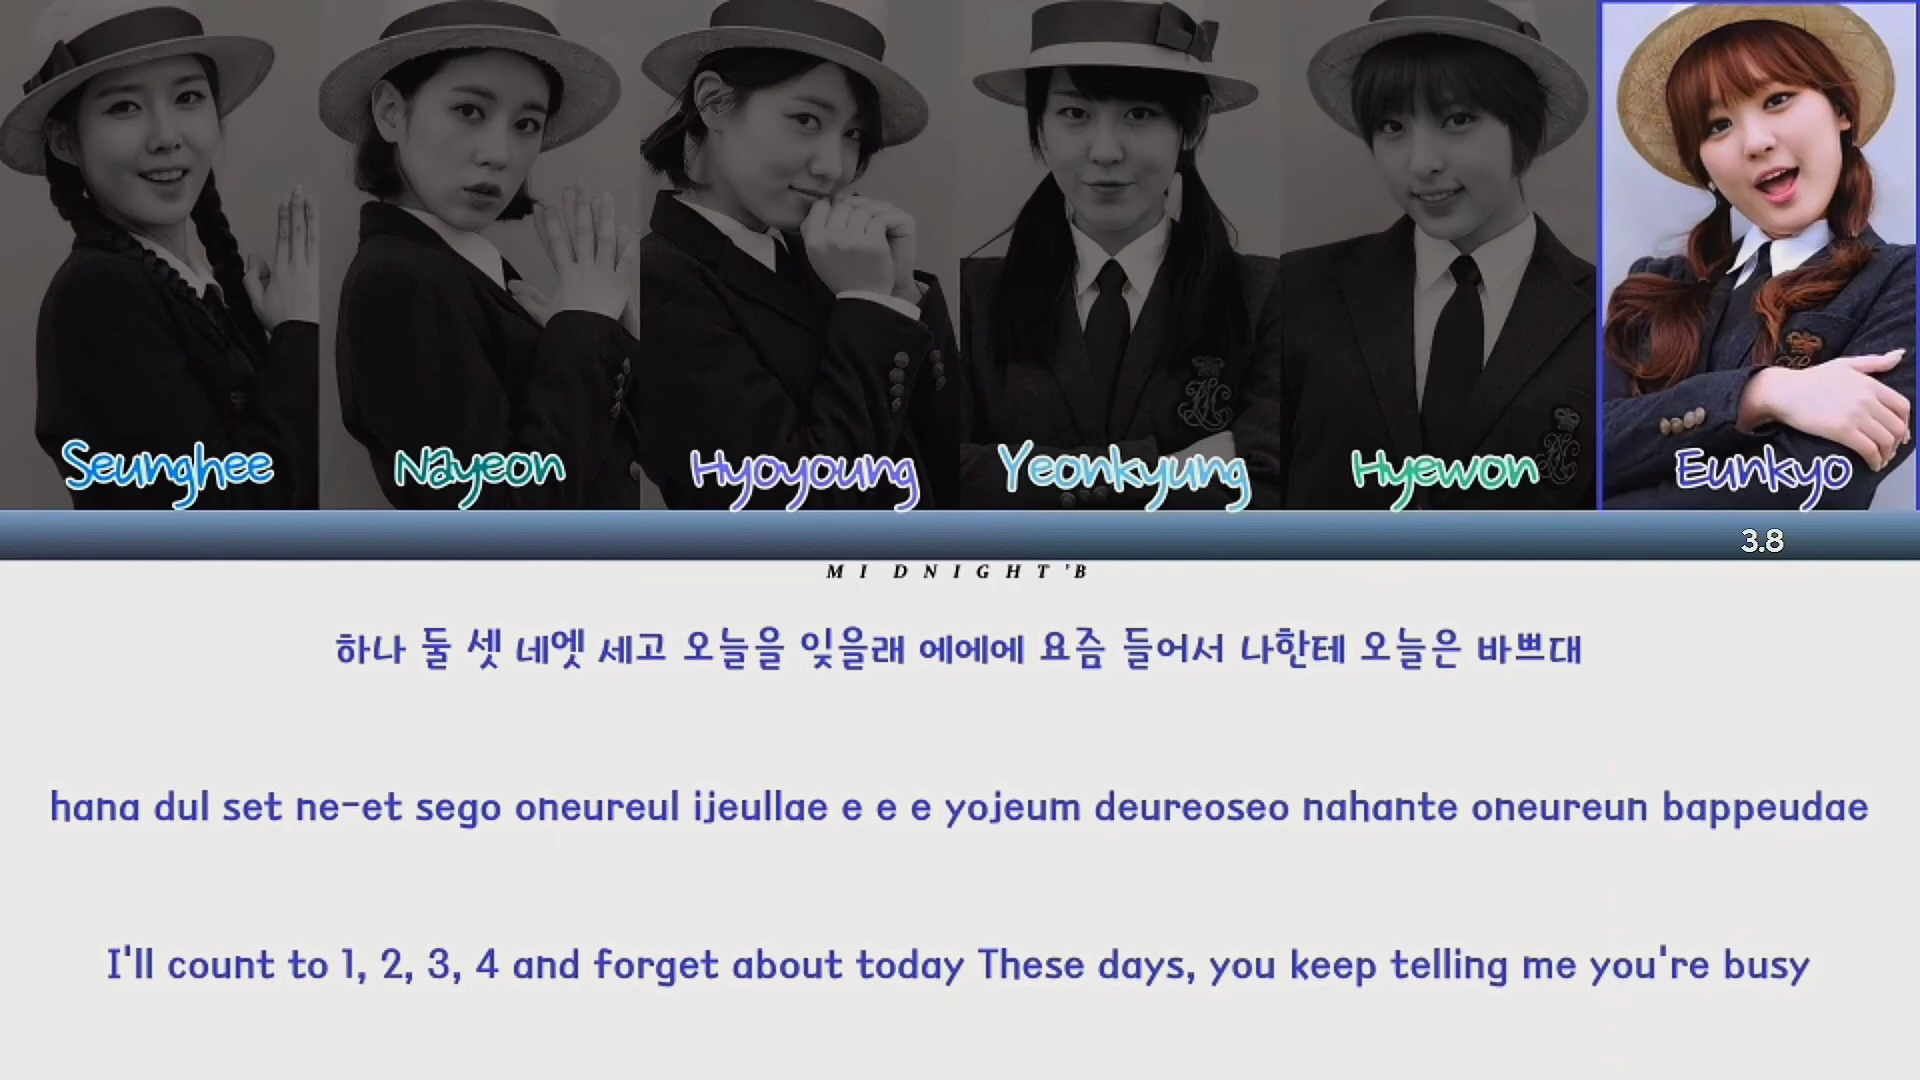 Seunghee Nayeon Hyoyoung Yeonkyung Hyewon Eunkyo
3.8
MIDNIGHT'B
하나 둘 셋 네엣 세고 오늘을 잊을래 에에에 요즘 들어서 나한테 오늘은 바쁘대
hana dul set ne-et sego oneureul ijeullae e e e yojeum deureoseo nahante oneureun bappeudae
I'll count to 1, 2, 3, 4 and forget about today These days, you keep telling me you're busy